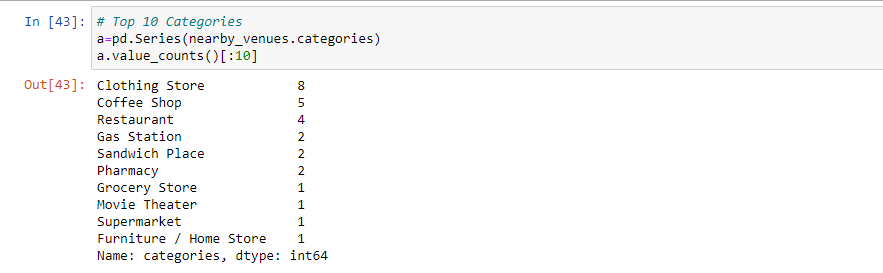 In [43]: # Top 10 Categories
a=pd.Series(nearby_venues.categories)
a.value_counts()[:10]
Out[43]: Clothing Store 8
Coffee Shop 5
Restaurant 4
Gas Station 2
Sandwich Place 2
Pharmacy 2
Grocery Store 1
Movie Theater 1
Supermarket 1
Furniture / Home Store 1
Name: categories, dtype: int64